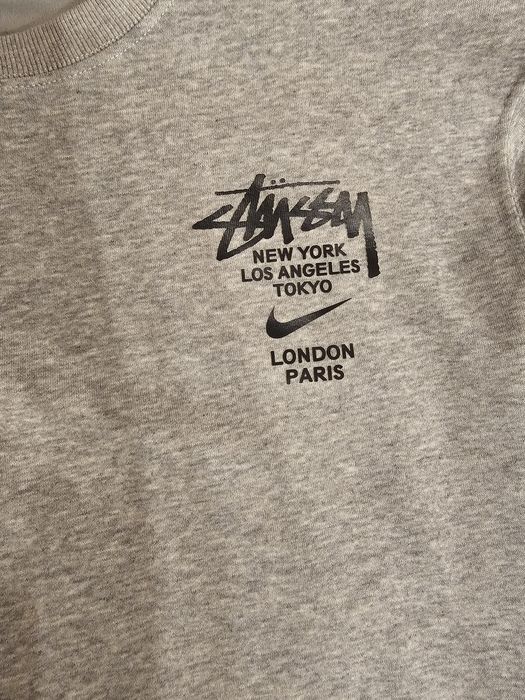 Stüssy
NEW YORK
LOS ANGELES
TOKYO
LONDON
PARIS